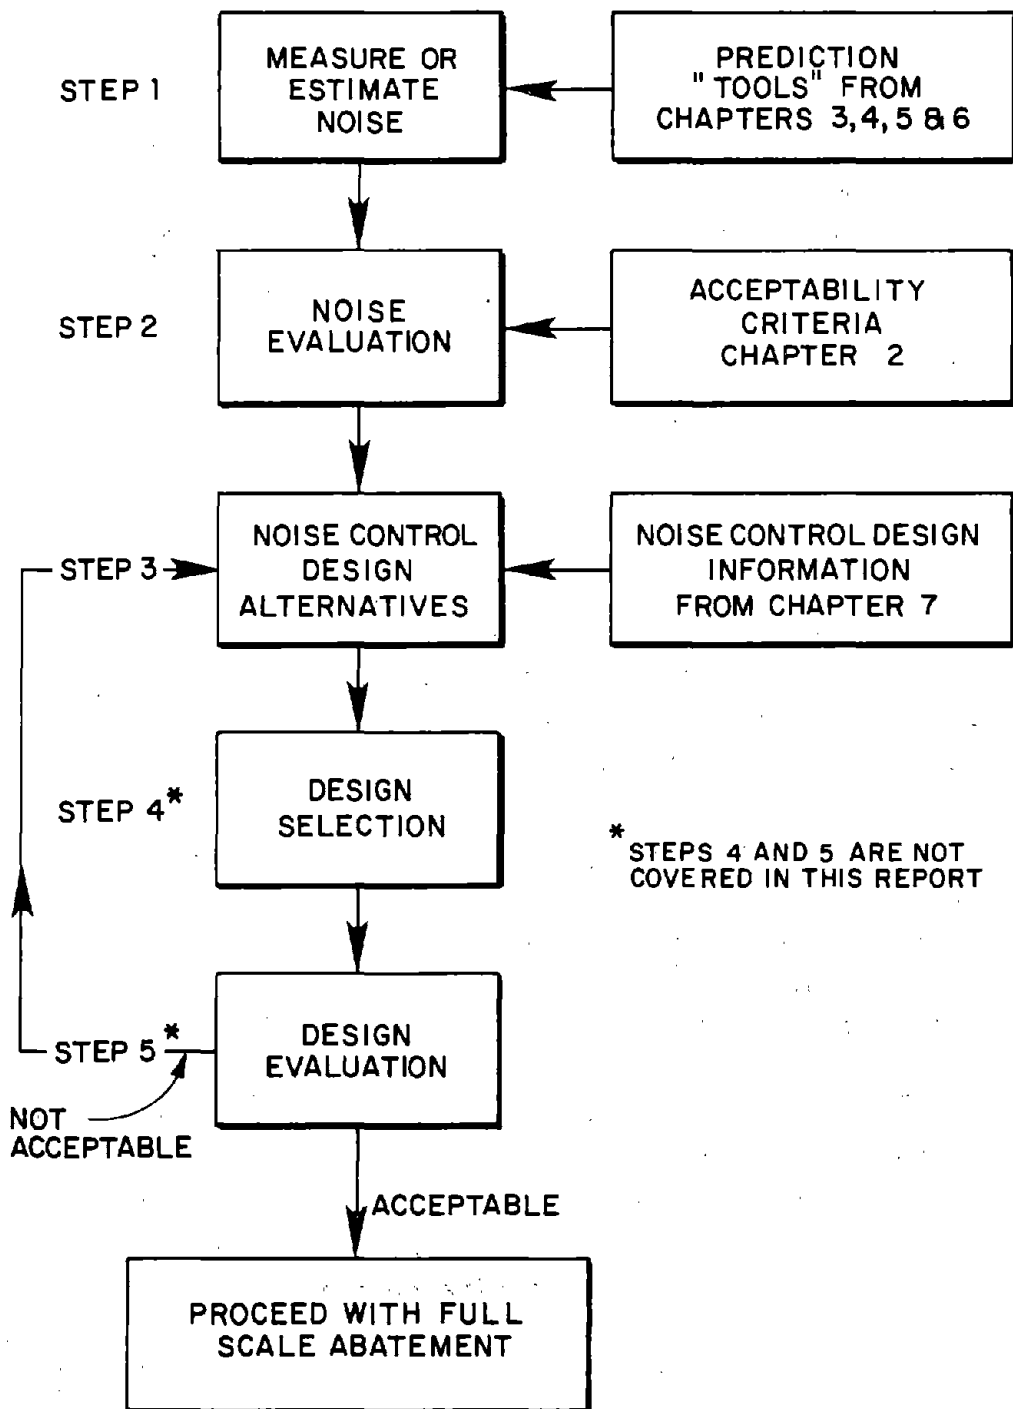 STEP 1
MEASURE OR
ESTIMATE
NOISE
PREDICTION
"TOOLS" FROM
CHAPTERS 3, 4, 5 & 6
STEP 2
NOISE
EVALUATION
ACCEPTABILITY
CRITERIA
CHAPTER 2
STEP 3
NOISE CONTROL
DESIGN
ALTERNATIVES
NOISE CONTROL DESIGN
INFORMATION
FROM CHAPTER 7
STEP 4*
DESIGN
SELECTION
* STEPS 4 AND 5 ARE NOT
COVERED IN THIS REPORT
STEP 5*
DESIGN
EVALUATION
NOT
ACCEPTABLE
ACCEPTABLE
PROCEED WITH FULL
SCALE ABATEMENT